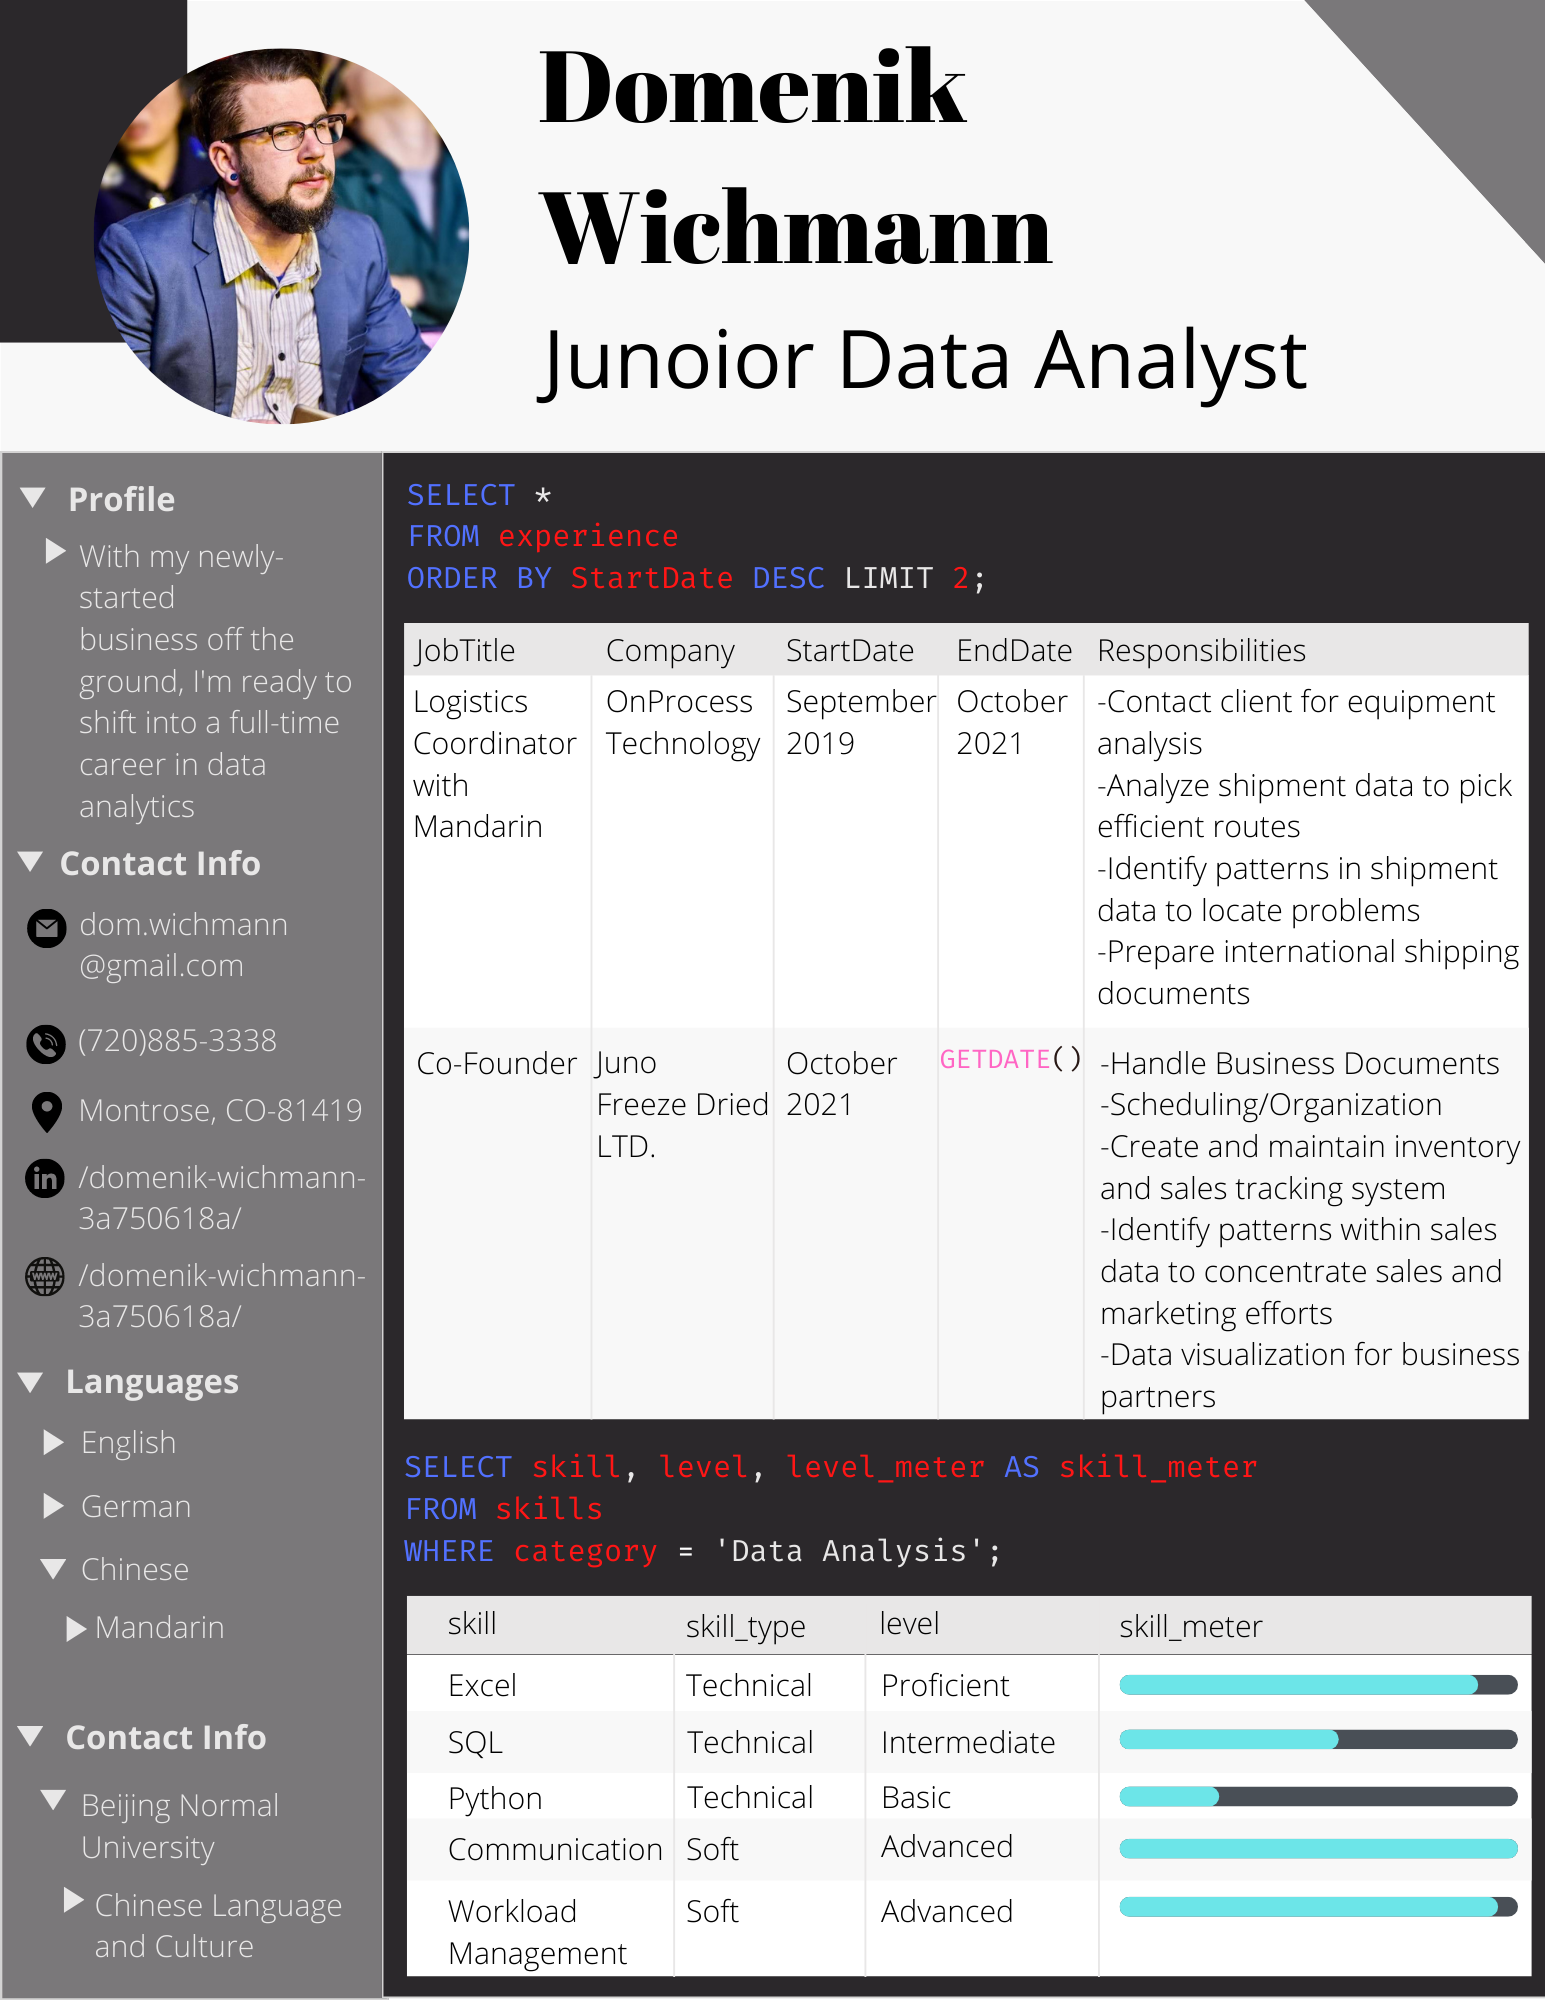 Domenik
Wichmann
Junoior Data Analyst
Profile
With my newly-
started
business off the
ground, I'm ready to
shift into a full-time
career in data
analytics
Contact Info
dom.wichmann
@gmail.com
(720)885-3338
Montrose, CO-81419
in
/domenik-wichmann-
3a750618a/
www
/domenik-wichmann-
3a750618a/
Languages
English
German
Chinese
Mandarin
Contact Info
Beijing Normal
University
Chinese Language
and Culture
SELECT *
FROM experience
ORDER BY StartDate DESC LIMIT 2;
JobTitle Company StartDate EndDate Responsibilities
Logistics
Coordinator
with
Mandarin
OnProcess
Technology
September
2019
October
2021
-Contact client for equipment
analysis
-Analyze shipment data to pick
efficient routes
-Identify patterns in shipment
data to locate problems
-Prepare international shipping
documents
Co-Founder
Juno
Freeze Dried
LTD.
October
2021
GETDATE()
-Handle Business Documents
-Scheduling/Organization
-Create and maintain inventory
and sales tracking system
-Identify patterns within sales
data to concentrate sales and
marketing efforts
-Data visualization for business
partners
SELECT skill, level, level_meter AS skill_meter
FROM skills
WHERE category = 'Data Analysis';
skill skill_type level skill_meter
Excel Technical Proficient
SQL Technical Intermediate
Python Technical Basic
Communication Soft Advanced
Workload
Management
Soft Advanced